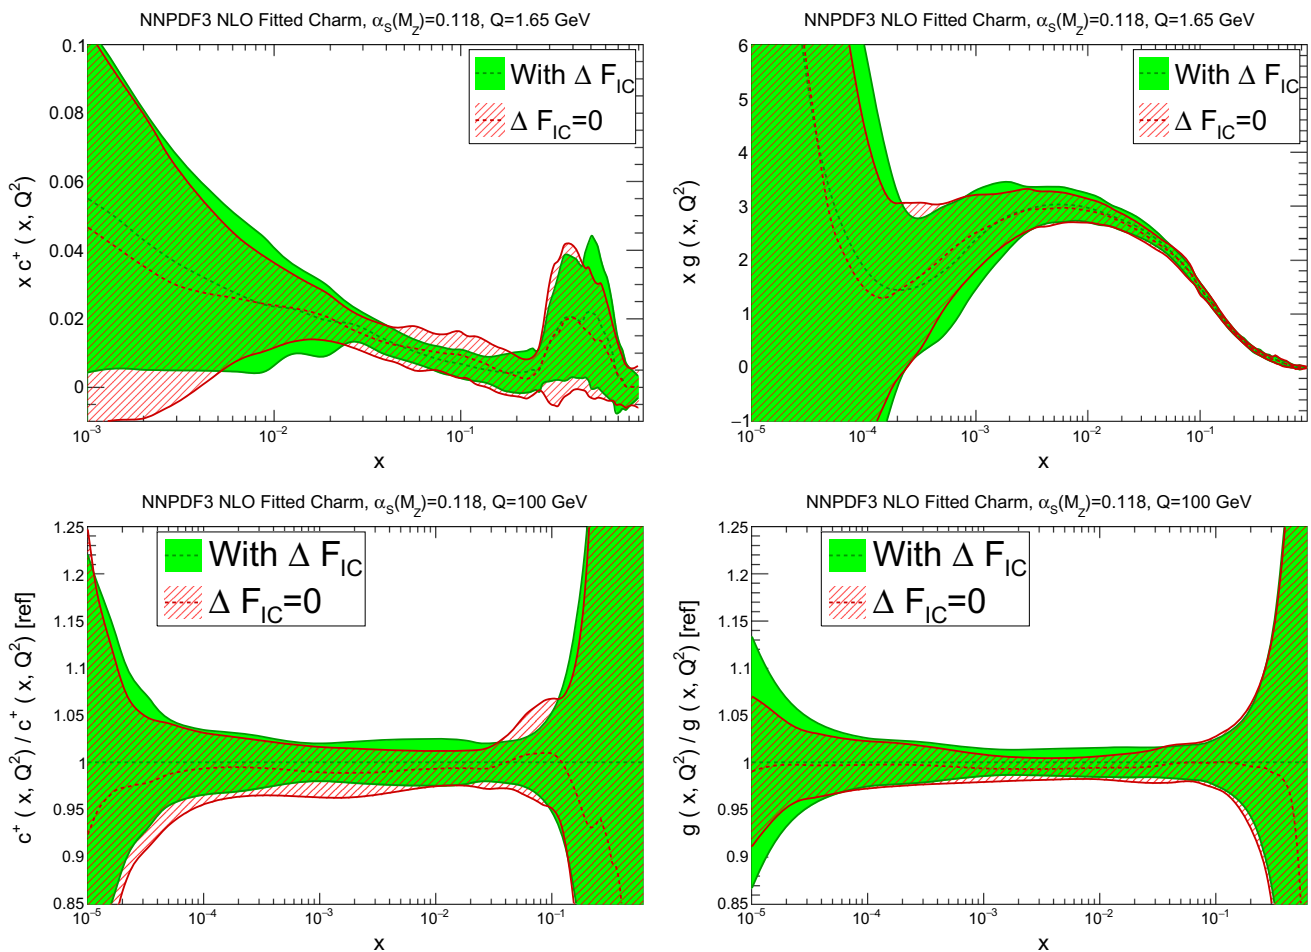 NNPDF3 NLO Fitted Charm, α_S(M_Z)=0.118, Q=1.65 GeV
x c⁺ ( x, Q²)
0.1
0.08
0.06
0.04
0.02
0
With Δ F_IC
Δ F_IC=0
10⁻³
10⁻²
10⁻¹
x
NNPDF3 NLO Fitted Charm, α_S(M_Z)=0.118, Q=1.65 GeV
x g ( x, Q²)
6
5
4
3
2
1
0
−1
With Δ F_IC
Δ F_IC=0
10⁻⁵
10⁻⁴
10⁻³
10⁻²
10⁻¹
x
NNPDF3 NLO Fitted Charm, α_S(M_Z)=0.118, Q=100 GeV
c⁺ ( x, Q²) / c⁺ ( x, Q²) [ref]
1.25
1.2
1.15
1.1
1.05
1
0.95
0.9
0.85
With Δ F_IC
Δ F_IC=0
10⁻⁵
10⁻⁴
10⁻³
10⁻²
10⁻¹
x
NNPDF3 NLO Fitted Charm, α_S(M_Z)=0.118, Q=100 GeV
g ( x, Q²) / g ( x, Q²) [ref]
1.25
1.2
1.15
1.1
1.05
1
0.95
0.9
0.85
With Δ F_IC
Δ F_IC=0
10⁻⁵
10⁻⁴
10⁻³
10⁻²
10⁻¹
x